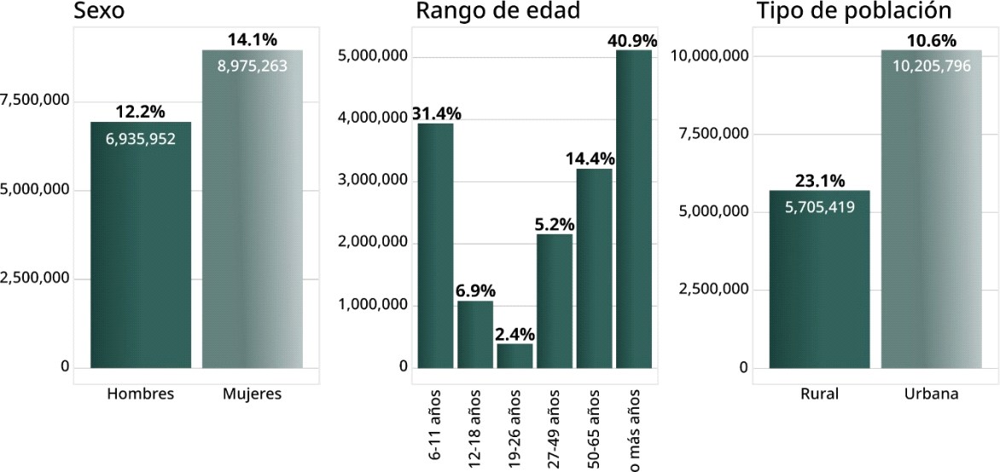 Sexo
14.1%
8,975,263
7,500,000
12.2%
6,935,952
5,000,000
2,500,000
0
Hombres
Mujeres
Rango de edad
40.9%
5,000,000
4,000,000
31.4%
3,000,000
14.4%
5.2%
2,000,000
1,000,000
6.9%
2.4%
0
6-11 años
12-18 años
19-26 años
27-49 años
50-65 años
o más años
Tipo de población
10.6%
10,000,000
10,205,796
7,500,000
23.1%
5,705,419
5,000,000
2,500,000
0
Rural
Urbana